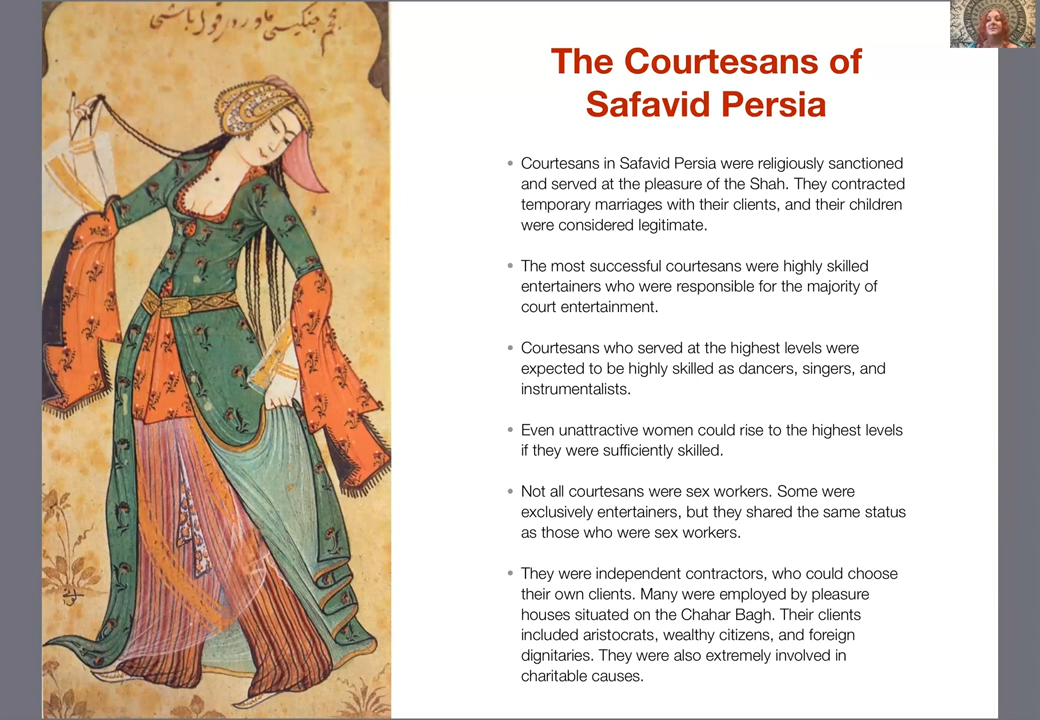 The Courtesans of
Safavid Persia
• Courtesans in Safavid Persia were religiously sanctioned
and served at the pleasure of the Shah. They contracted
temporary marriages with their clients, and their children
were considered legitimate.
• The most successful courtesans were highly skilled
entertainers who were responsible for the majority of
court entertainment.
• Courtesans who served at the highest levels were
expected to be highly skilled as dancers, singers, and
instrumentalists.
• Even unattractive women could rise to the highest levels
if they were sufficiently skilled.
• Not all courtesans were sex workers. Some were
exclusively entertainers, but they shared the same status
as those who were sex workers.
• They were independent contractors, who could choose
their own clients. Many were employed by pleasure
houses situated on the Chahar Bagh. Their clients
included aristocrats, wealthy citizens, and foreign
dignitaries. They were also extremely involved in
charitable causes.